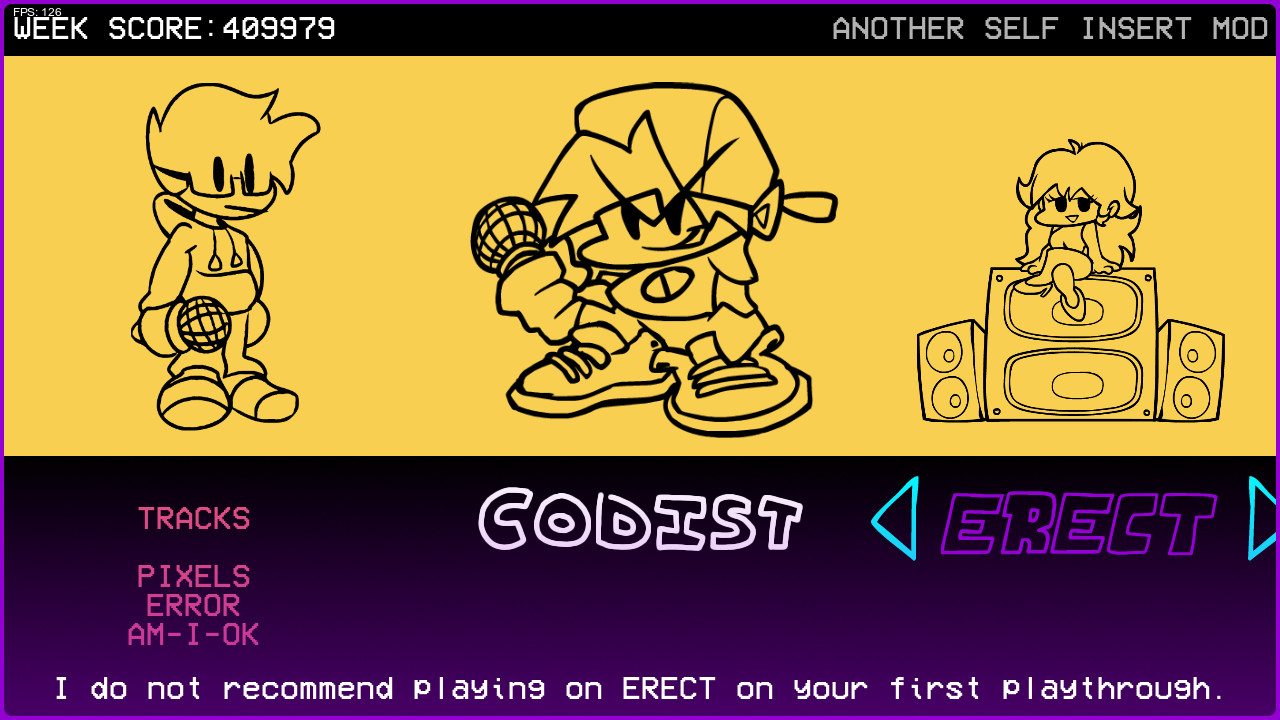 FPS: 126
WEEK SCORE:409979
ANOTHER SELF INSERT MOD
TRACKS
PIXELS
ERROR
AM-I-OK
CODIST
ERECT
I do not recommend playing on ERECT on your first playthrough.